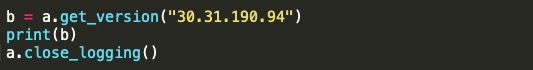 b = a.get_version("30.31.190.94")
print(b)
a.close_logging()